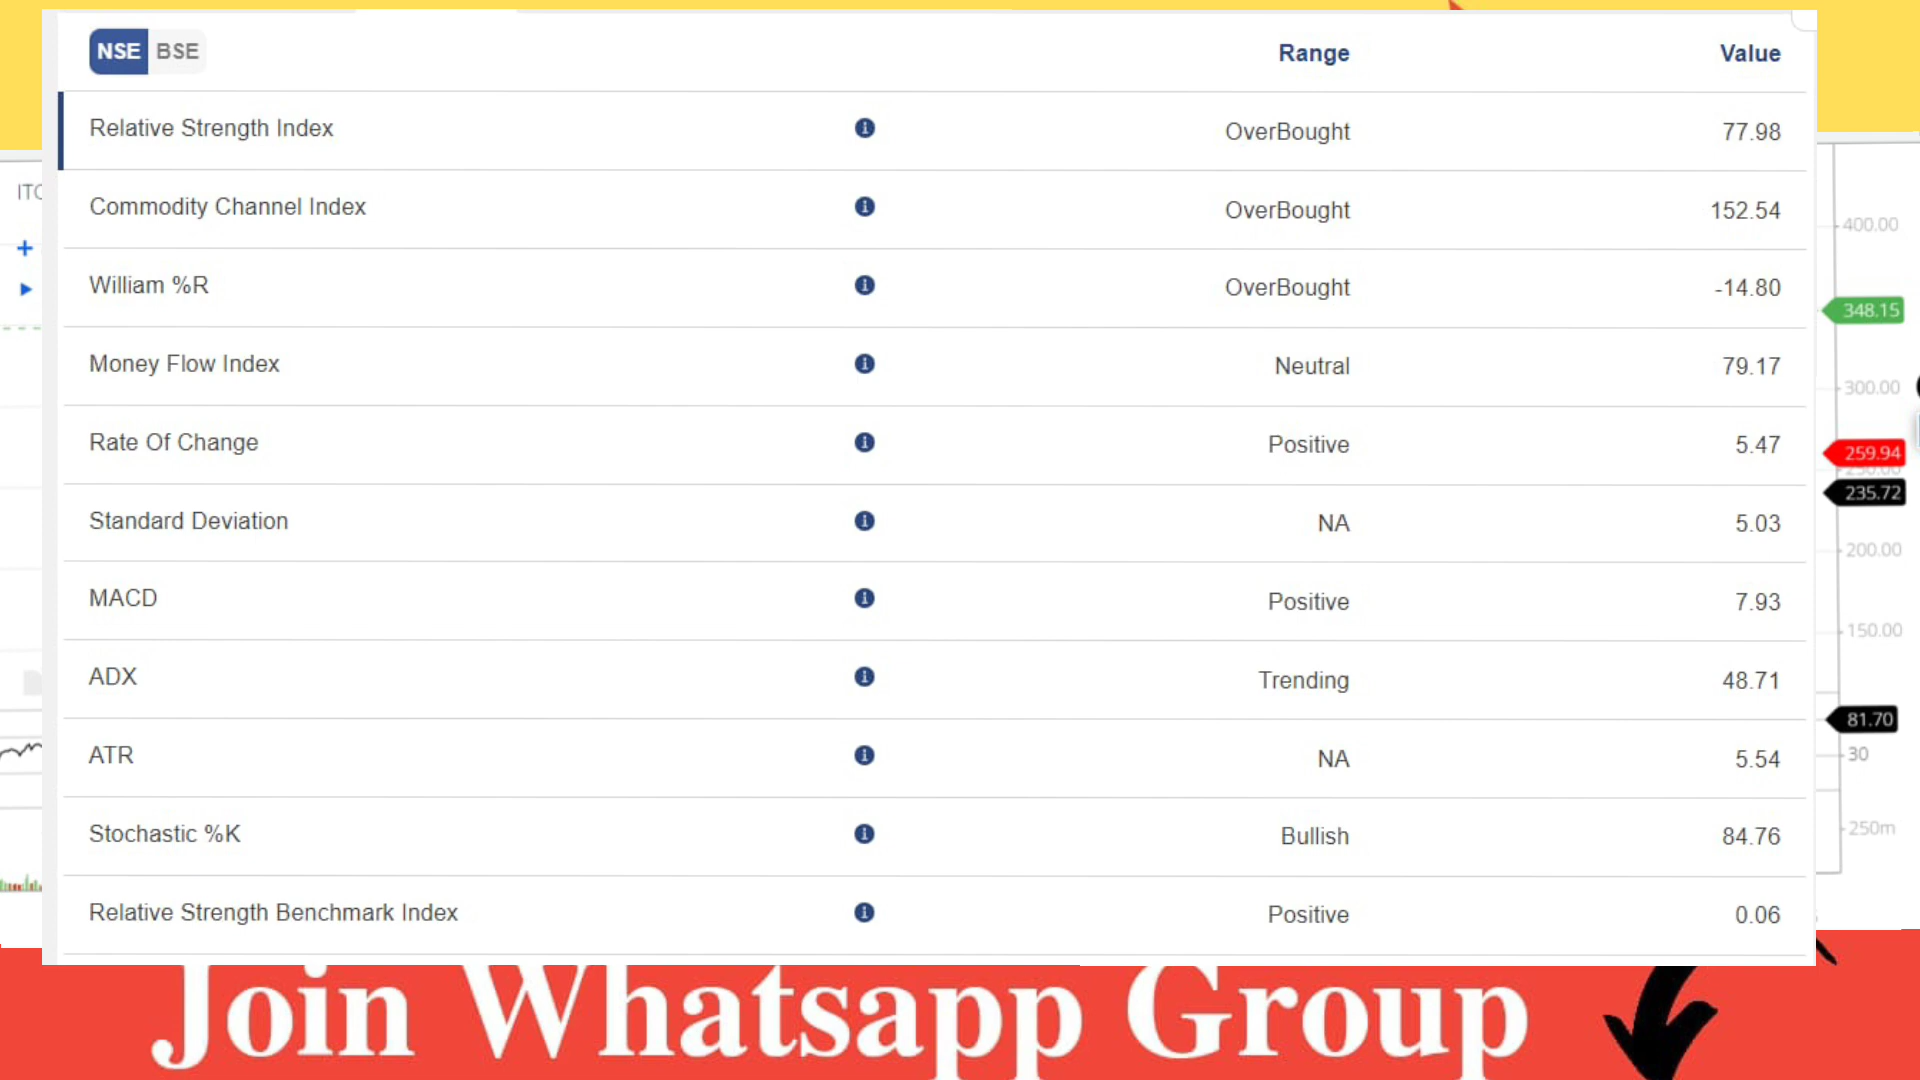 NSE BSE Range Value
Relative Strength Index OverBought 77.98
Commodity Channel Index OverBought 152.54
William %R OverBought -14.80
Money Flow Index Neutral 79.17
Rate Of Change Positive 5.47
Standard Deviation NA 5.03
MACD Positive 7.93
ADX Trending 48.71
ATR NA 5.54
Stochastic %K Bullish 84.76
Relative Strength Benchmark Index Positive 0.06
400.00
348.15
300.00
259.94
235.72
200.00
150.00
81.70
30
250m
Join Whatsapp Group